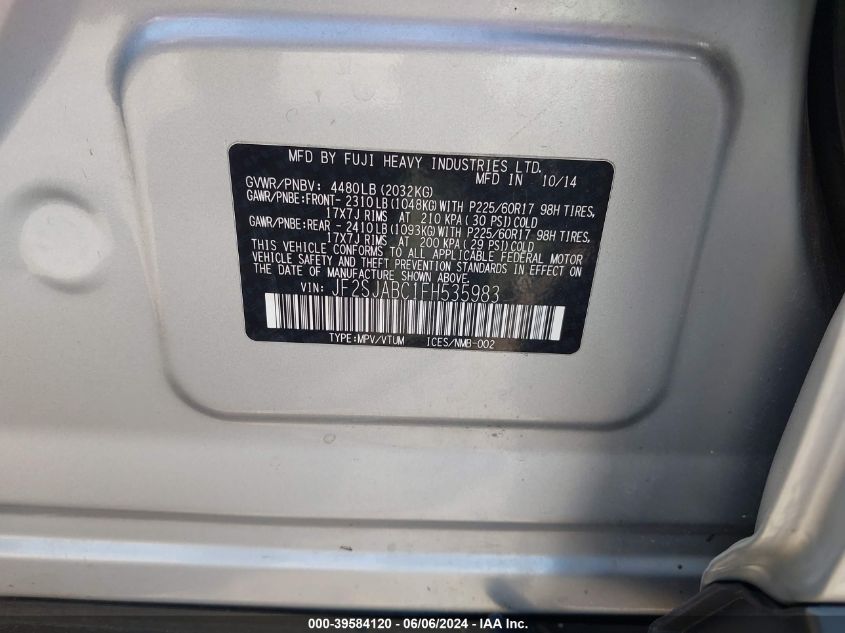 MFD BY FUJI HEAVY INDUSTRIES LTD.
MFD IN 10/14
GVWR/PNBV: 4480LB(2032KG)
GAWR/PNBE:FRONT- 2310LB(1048KG)WITH P225/60R17 98H TIRES,
17X7J RIMS AT 210 KPA( 30 PSI)COLD
GAWR/PNBE:REAR - 2410LB(1093KG)WITH P225/60R17 98H TIRES,
17X7J RIMS AT 200 KPA( 29 PSI)COLD
THIS VEHICLE CONFORMS TO ALL APPLICABLE FEDERAL MOTOR
VEHICLE SAFETY AND THEFT PREVENTION STANDARDS IN EFFECT
ON THE DATE OF MANUFACTURE SHOWN ABOVE.
VIN: JF2SJABC1FH535983
TYPE:MPV/VTUM ICES/NMB-002
000-39584120 - 06/06/2024 - IAA Inc.